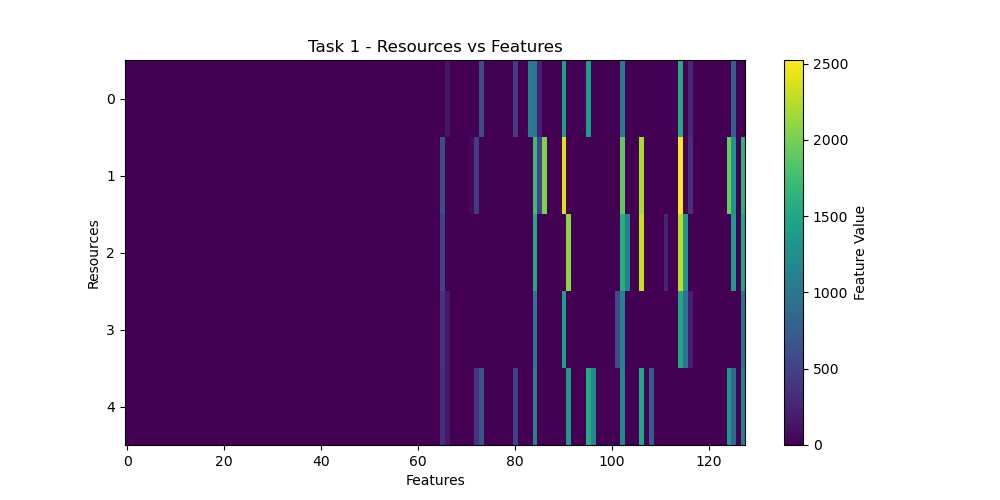 Task 1 - Resources vs Features
0
1
2
3
4
Resources
0 20 40 60 80 100 120
Features
2500
2000
1500
1000
500
0
Feature Value